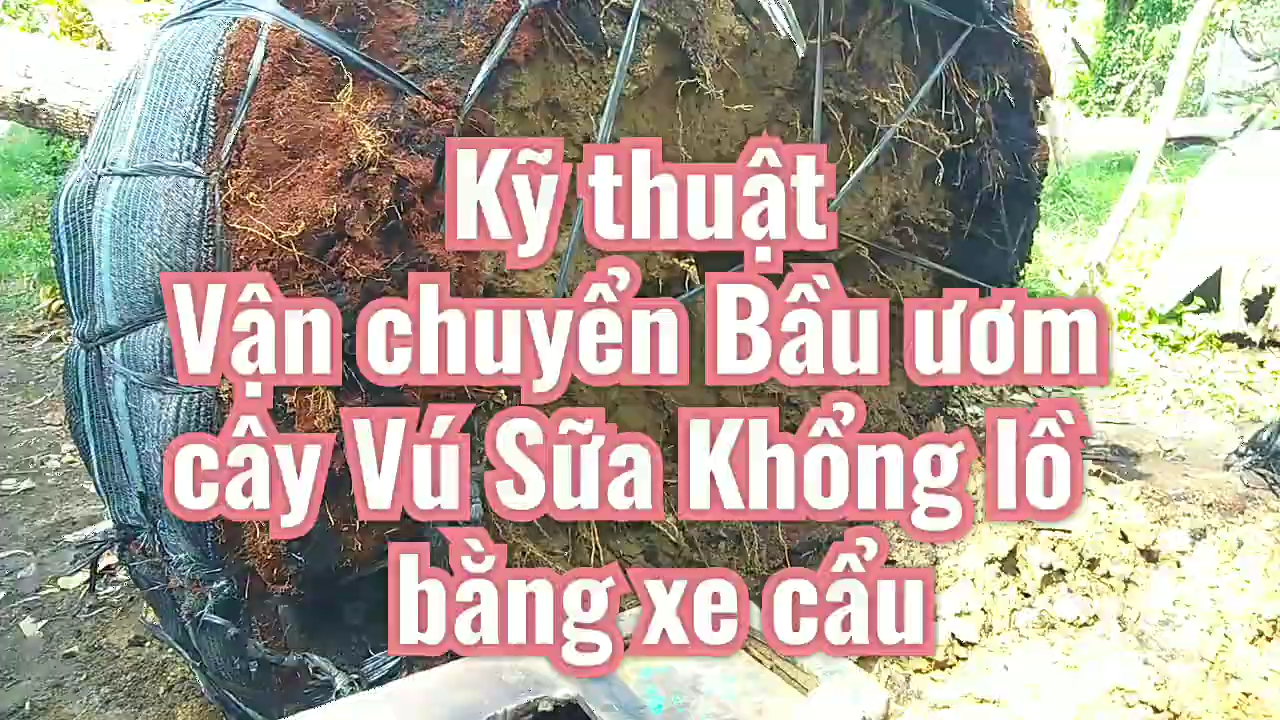 Kỹ thuật
Vận chuyển Bầu ươm
cây Vú Sữa Khổng lồ
bằng xe cẩu